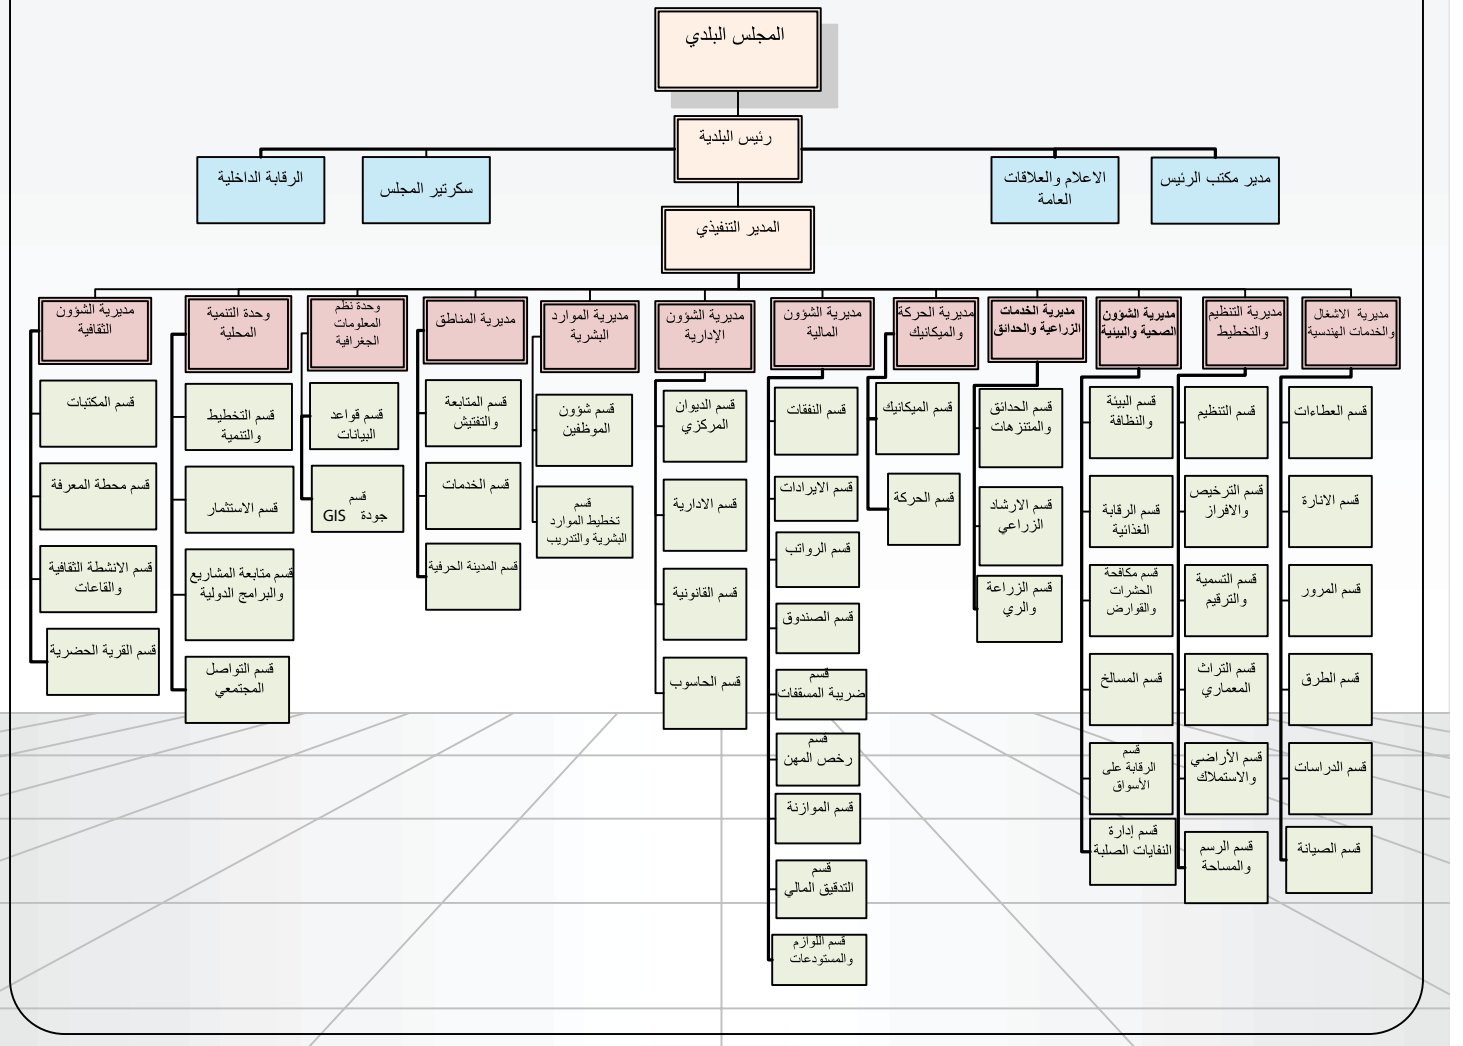 المجلس البلدي
رئيس البلدية
مدير مكتب الرئيس
الاعلام والعلاقات
العامة
سكرتير المجلس
الرقابة الداخلية
المدير التنفيذي
مديرية الاشغال
والخدمات الهندسية
قسم العطاءات
قسم الانارة
قسم المرور
قسم الطرق
قسم الدراسات
قسم الصيانة
مديرية التنظيم
والتخطيط
قسم التنظيم
قسم الترخيص
والافراز
قسم التسمية
والترقيم
قسم التراث
المعماري
قسم الأراضي
والاستملاك
قسم الرسم
والمساحة
مديرية الشؤون
الصحية والبيئية
قسم البيئة
والنظافة
قسم الرقابة
الغذائية
قسم مكافحة
الحشرات
والقوارض
قسم المسالخ
قسم
الرقابة على
الأسواق
قسم إدارة
النفايات الصلبة
مديرية الخدمات
الزراعية والحدائق
قسم الحدائق
والمتنزهات
قسم الارشاد
الزراعي
قسم الزراعة
والري
مديرية الحركة
والميكانيك
قسم الميكانيك
قسم الحركة
مديرية الشؤون
المالية
قسم النفقات
قسم الايرادات
قسم الرواتب
قسم الصندوق
قسم
ضريبة المسقفات
قسم
رخص المهن
قسم الموازنة
قسم
التدقيق المالي
قسم اللوازم
والمستودعات
مديرية الشؤون
الإدارية
قسم الديوان
المركزي
قسم الادارية
قسم القانونية
قسم الحاسوب
مديرية الموارد
البشرية
قسم شؤون
الموظفين
قسم
تخطيط الموارد
البشرية والتدريب
مديرية المناطق
قسم المتابعة
والتفتيش
قسم الخدمات
قسم المدينة الحرفية
وحدة نظم
المعلومات
الجغرافية
قسم قواعد
البيانات
قسم
جودة GIS
وحدة التنمية
المحلية
قسم التخطيط
والتنمية
قسم الاستثمار
قسم متابعة المشاريع
والبرامج الدولية
قسم التواصل
المجتمعي
مديرية الشؤون
الثقافية
قسم المكتبات
قسم محطة المعرفة
قسم الانشطة الثقافية
والقاعات
قسم القرية الحضرية